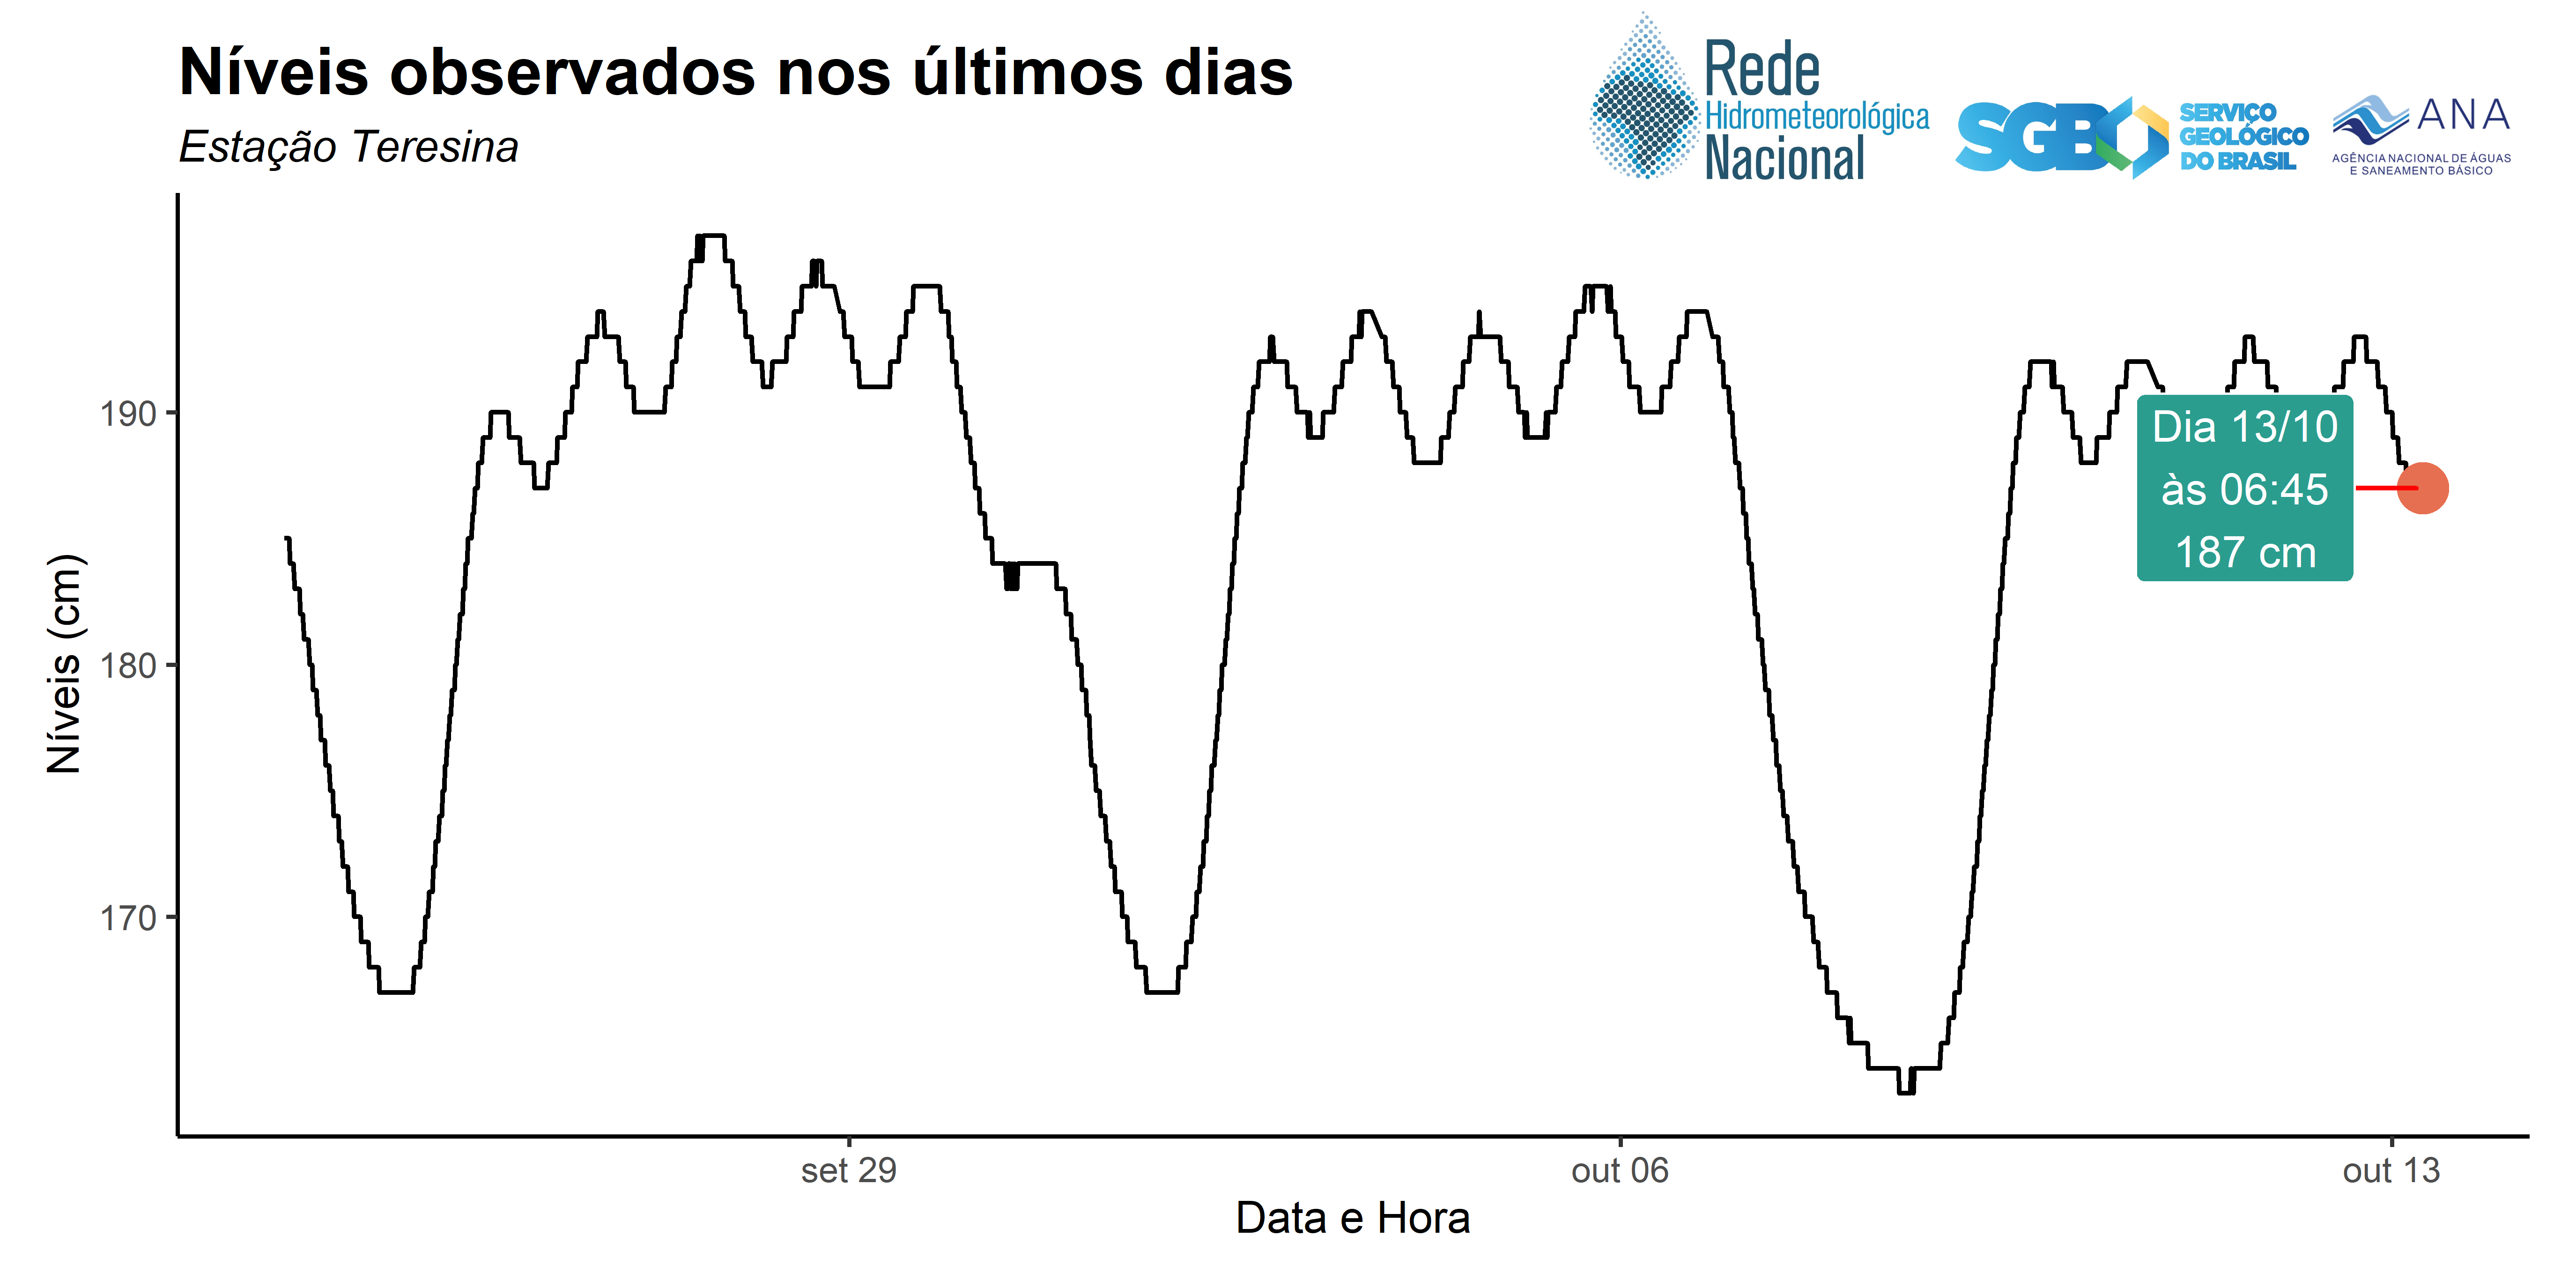 Níveis observados nos últimos dias
Estação Teresina
Rede
Hidrometeorológica
Nacional
SGB
SERVIÇO
GEOLÓGICO
DO BRASIL
ANA
AGÊNCIA NACIONAL DE ÁGUAS
E SANEAMENTO BÁSICO
Níveis (cm)
190
180
170
Dia 13/10
às 06:45
187 cm
set 29
out 06
out 13
Data e Hora